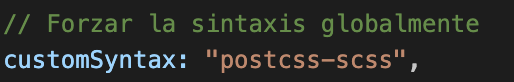 // Forzar la sintaxis globalmente
customSyntax: "postcss-scss",